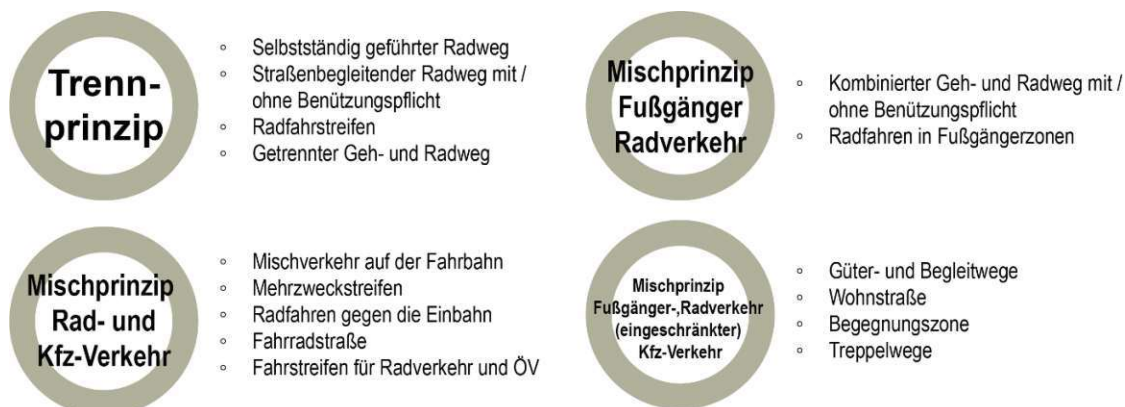 Trenn-
prinzip
◦ Selbstständig geführter Radweg
◦ Straßenbegleitender Radweg mit /
ohne Benützungspflicht
◦ Radfahrstreifen
◦ Getrennter Geh- und Radweg
Mischprinzip
Fußgänger
Radverkehr
◦ Kombinierter Geh- und Radweg mit /
ohne Benützungspflicht
◦ Radfahren in Fußgängerzonen
Mischprinzip
Rad- und
Kfz-Verkehr
◦ Mischverkehr auf der Fahrbahn
◦ Mehrzweckstreifen
◦ Radfahren gegen die Einbahn
◦ Fahrradstraße
◦ Fahrstreifen für Radverkehr und ÖV
Mischprinzip
Fußgänger-,Radverkehr
(eingeschränkter)
Kfz-Verkehr
◦ Güter- und Begleitwege
◦ Wohnstraße
◦ Begegnungszone
◦ Treppelwege